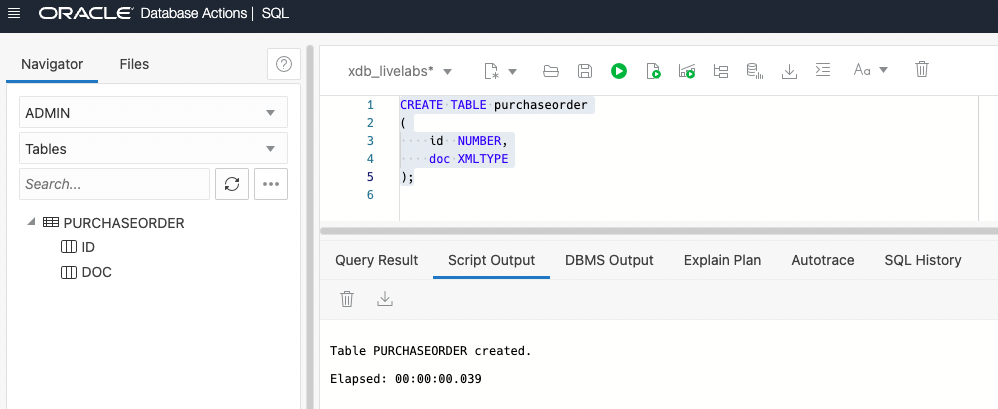 ORACLE Database Actions | SQL
Navigator Files
ADMIN
Tables
Search...
PURCHASEORDER
ID
DOC
xdb_livelabs* Aa
1 CREATE TABLE purchaseorder
2 (
3 id NUMBER,
4 doc XMLTYPE
5 );
6
Query Result Script Output DBMS Output Explain Plan Autotrace SQL History
Table PURCHASEORDER created.
Elapsed: 00:00:00.039